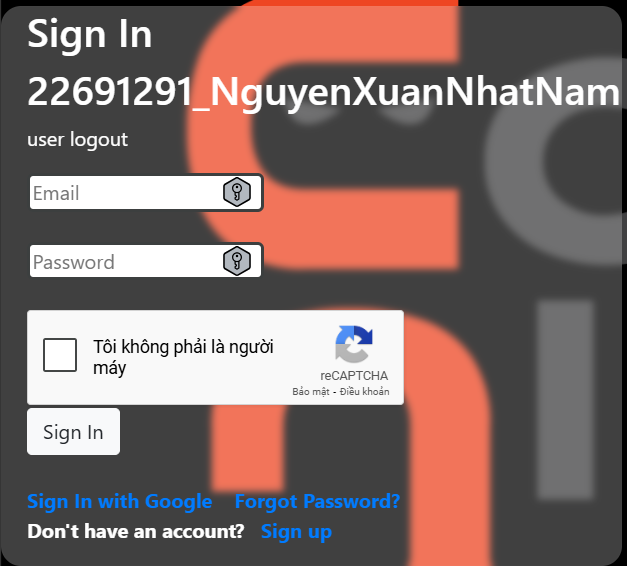 Sign In
22691291_NguyenXuanNhatNam
user logout
Email
Password
Tôi không phải là người
máy
reCAPTCHA
Bảo mật - Điều khoản
Sign In
Sign In with Google Forgot Password?
Don't have an account? Sign up